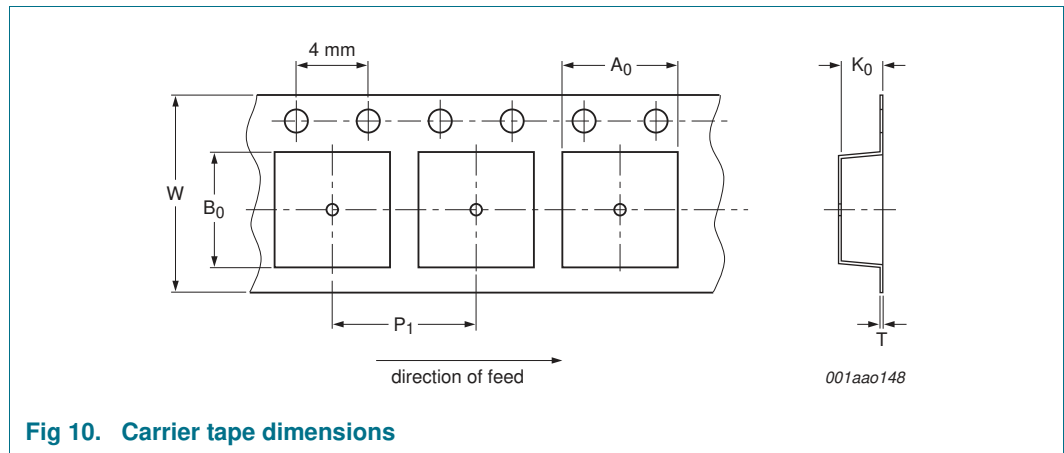 4 mm
A0
K0
W
B0
P1
T
direction of feed
001aao148
Fig 10. Carrier tape dimensions